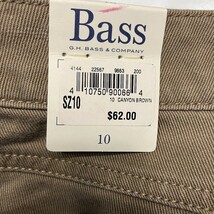 Bass
G.H. BASS & COMPANY
4144 22567 9663 200
4 10750 90066 4
SZ10 10 CANYON BROWN
$62.00
10